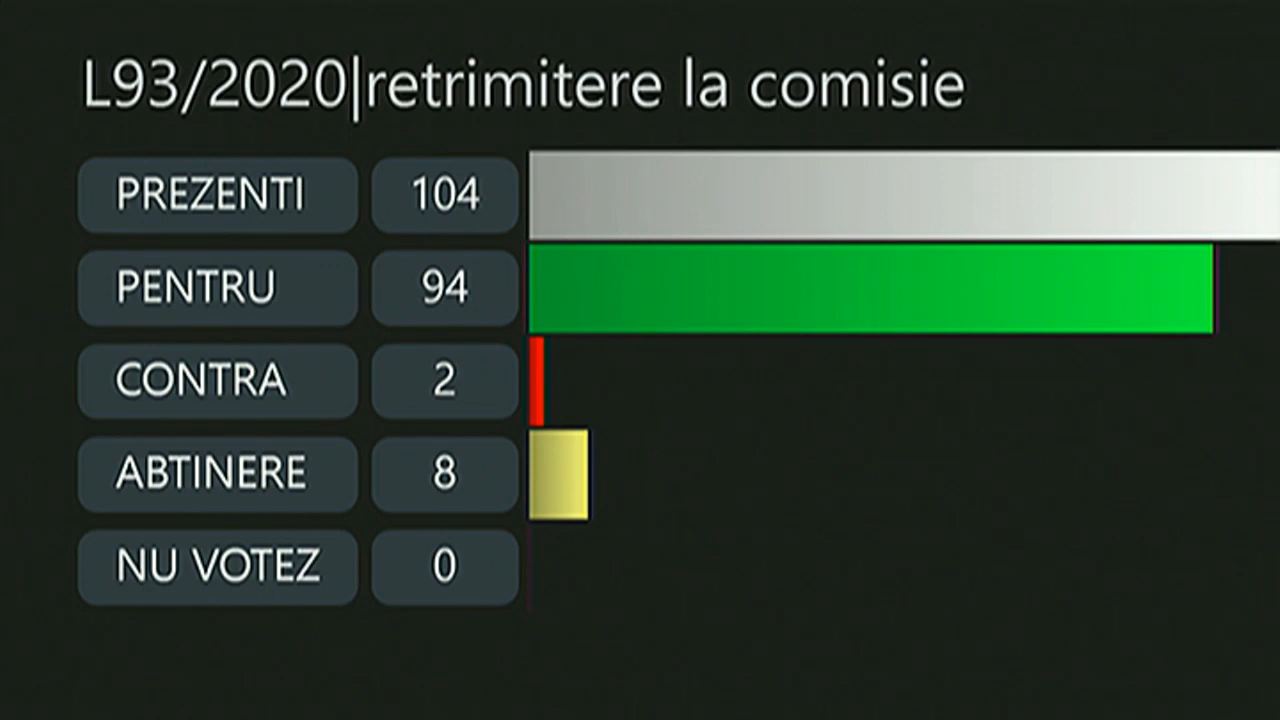 L93/2020|retrimitere la comisie
PREZENTI 104
PENTRU 94
CONTRA 2
ABTINERE 8
NU VOTEZ 0